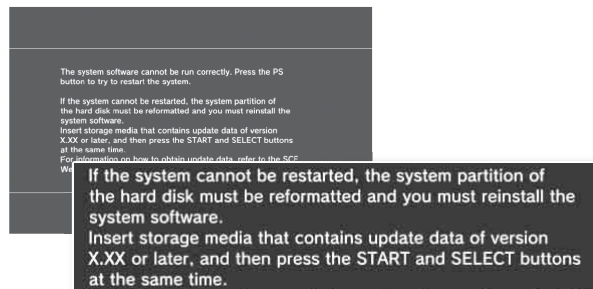 The system software cannot be run correctly. Press the PS
button to try to restart the system.
If the system cannot be restarted, the system partition of
the hard disk must be reformatted and you must reinstall the
system software.
Insert storage media that contains update data of version
X.XX or later, and then press the START and SELECT buttons
at the same time.
For information on how to obtain update data, refer to the SCE
We
If the system cannot be restarted, the system partition of
the hard disk must be reformatted and you must reinstall the
system software.
Insert storage media that contains update data of version
X.XX or later, and then press the START and SELECT buttons
at the same time.